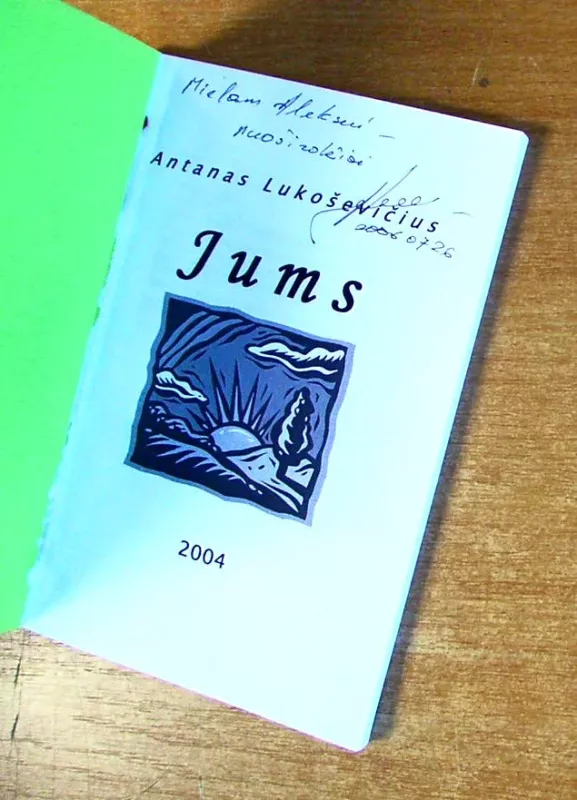 Mielam Aleksui –
nuoširdžiai
Antanas Lukoševičius
2006 07 26
Jums
2004